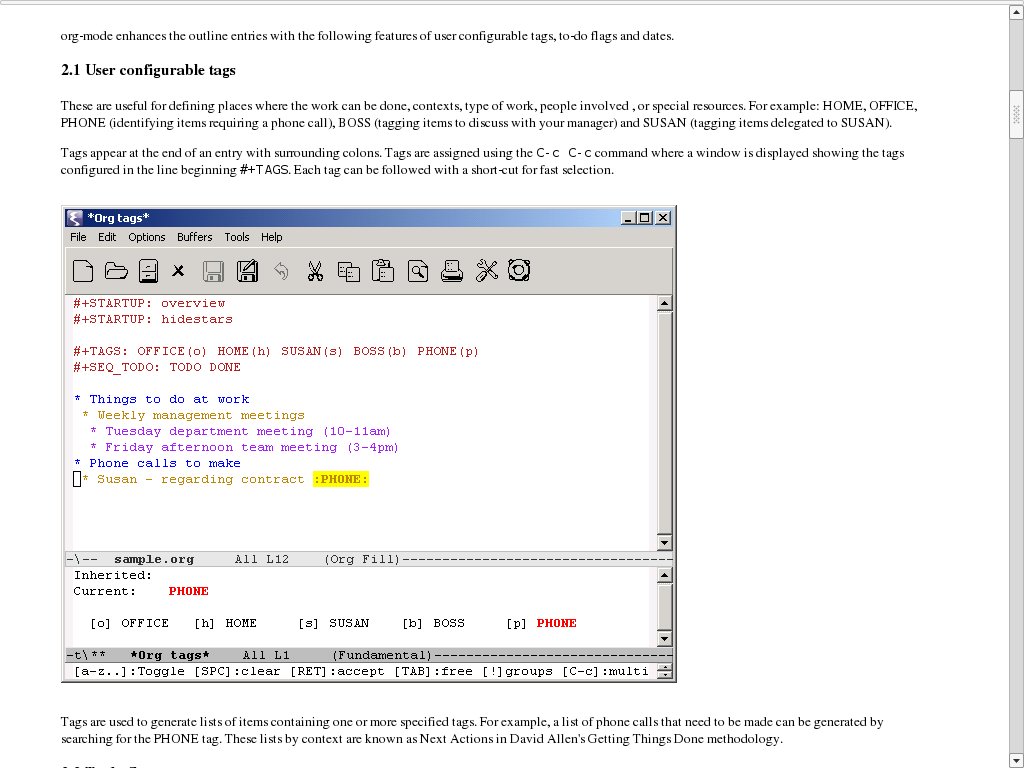 org-mode enhances the outline entries with the following features of user configurable tags, to-do flags and dates.
2.1 User configurable tags
These are useful for defining places where the work can be done, contexts, type of work, people involved , or special resources. For example: HOME, OFFICE,
PHONE (identifying items requiring a phone call), BOSS (tagging items to discuss with your manager) and SUSAN (tagging items delegated to SUSAN).
Tags appear at the end of an entry with surrounding colons. Tags are assigned using the C-c C-c command where a window is displayed showing the tags
configured in the line beginning #+TAGS. Each tag can be followed with a short-cut for fast selection.
*Org tags*
File Edit Options Buffers Tools Help
#+STARTUP: overview
#+STARTUP: hidestars
#+TAGS: OFFICE(o) HOME(h) SUSAN(s) BOSS(b) PHONE(p)
#+SEQ_TODO: TODO DONE
* Things to do at work
* Weekly management meetings
* Tuesday department meeting (10-11am)
* Friday afternoon team meeting (3-4pm)
* Phone calls to make
* Susan - regarding contract :PHONE:
-\-- sample.org All L12 (Org Fill)----------------------------------
Inherited:
Current: PHONE
[o] OFFICE [h] HOME [s] SUSAN [b] BOSS [p] PHONE
-t\** *Org tags* All L1 (Fundamental)------------------------------
[a-z..]:Toggle [SPC]:clear [RET]:accept [TAB]:free [!]groups [C-c]:multi
Tags are used to generate lists of items containing one or more specified tags. For example, a list of phone calls that need to be made can be generated by
searching for the PHONE tag. These lists by context are known as Next Actions in David Allen's Getting Things Done methodology.